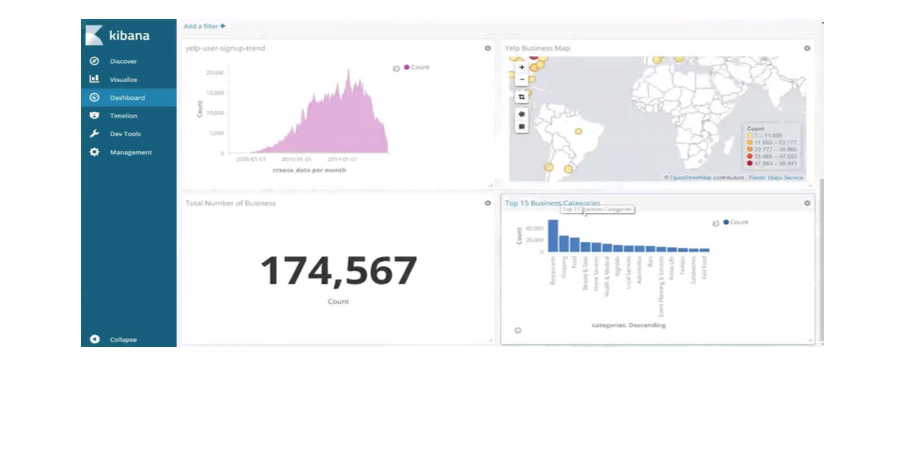 kibana
Discover
Visualize
Dashboard
Timelion
Dev Tools
Management
Collapse
Add a filter +
yelp-user-signup-trend
Count
20,000
15,000
10,000
5,000
0
Count
2005-01-01
2010-01-01
2014-01-01
create_date per month
Yelp Business Map
+
−
Count
1 – 11,889
11,889 – 23,777
23,777 – 35,665
47,553 – 59,441
© OpenStreetMap contributors , Elastic Maps Service
Total Number of Business
174,567
Count
Top 15 Business Categories
Top 15 Business Categories
Count
40,000
20,000
0
Count
Restaurants
Shopping
Food
Beauty & Spas
Home Services
Health & Medical
Nightlife
Local Services
Automotive
Bars
Event Planning & Services
Active Life
Fashion
Sandwiches
Fast Food
categories: Descending